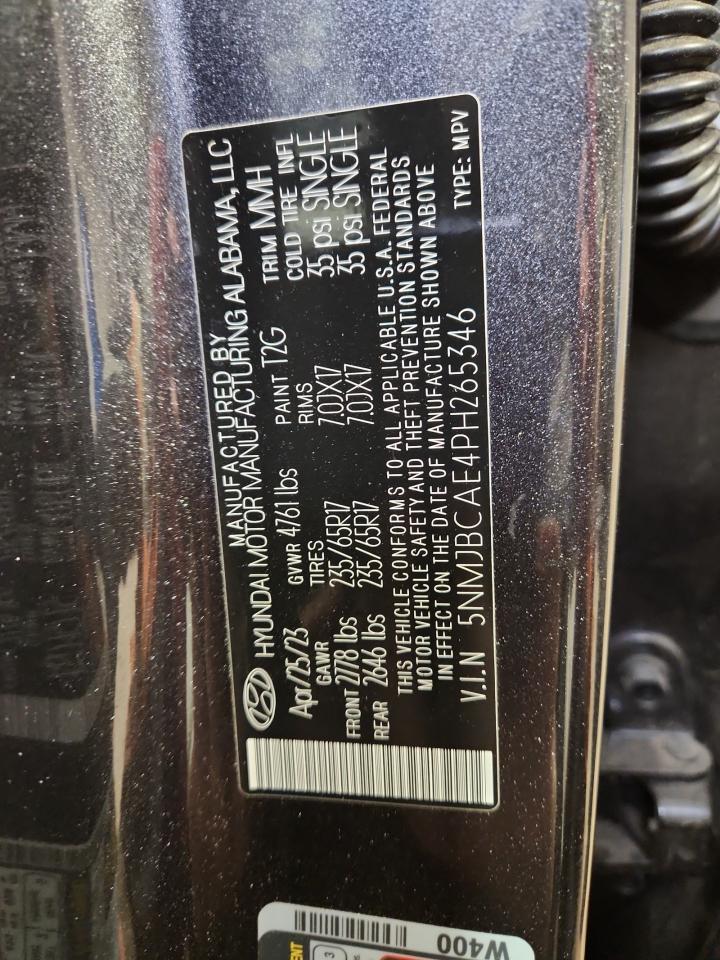 MANUFACTURED BY
HYUNDAI MOTOR MANUFACTURING ALABAMA, LLC
Apr/25/23 GVWR 4761 lbs PAINT T2G TRIM MMH
GAWR TIRES RIMS COLD TIRE INFL
FRONT 2778 lbs 235/65R17 7.0JX17 35 psi SINGLE
REAR 2646 lbs 235/65R17 7.0JX17 35 psi SINGLE
THIS VEHICLE CONFORMS TO ALL APPLICABLE U.S.A. FEDERAL
MOTOR VEHICLE SAFETY AND THEFT PREVENTION STANDARDS
IN EFFECT ON THE DATE OF MANUFACTURE SHOWN ABOVE
V.I.N 5NMJBCAE4PH265346 TYPE: MPV
W400